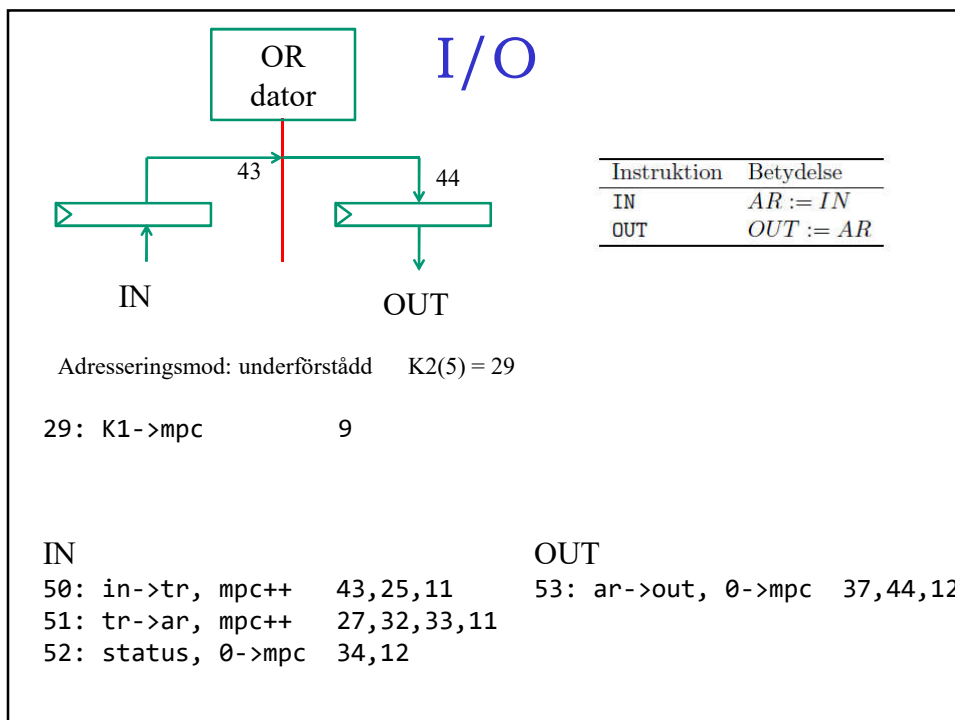 OR
dator
I/O
43
44
IN
OUT
Instruktion Betydelse
IN AR := IN
OUT OUT := AR
Adresseringsmod: underförstådd K2(5) = 29
29: K1->mpc 9
IN
50: in->tr, mpc++ 43,25,11
51: tr->ar, mpc++ 27,32,33,11
52: status, 0->mpc 34,12
OUT
53: ar->out, 0->mpc 37,44,12